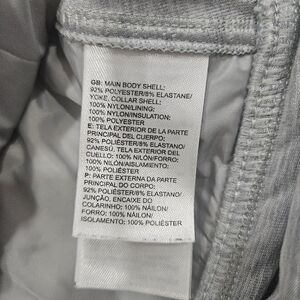 GB: MAIN BODY SHELL:
92% POLYESTER/8% ELASTANE/
YOKE, COLLAR SHELL:
100% NYLON/LINING:
100% NYLON/INSULATION:
100% POLYESTER
E: TELA EXTERIOR DE LA PARTE
PRINCIPAL DEL CUERPO:
92% POLIÉSTER/8% ELASTANO/
CANESÚ, TELA EXTERIOR DEL
CUELLO: 100% NILÓN/FORRO:
100% NILÓN/AISLAMIENTO:
100% POLIÉSTER
P: PARTE EXTERNA DA PARTE
PRINCIPAL DO CORPO:
92% POLIÉSTER/8% ELASTANO/
JUNÇÃO, ENCAIXE DO
COLARINHO: 100% NÁILON/
FORRO: 100% NÁILON/
ISOLAMENTO: 100% POLIÉSTER